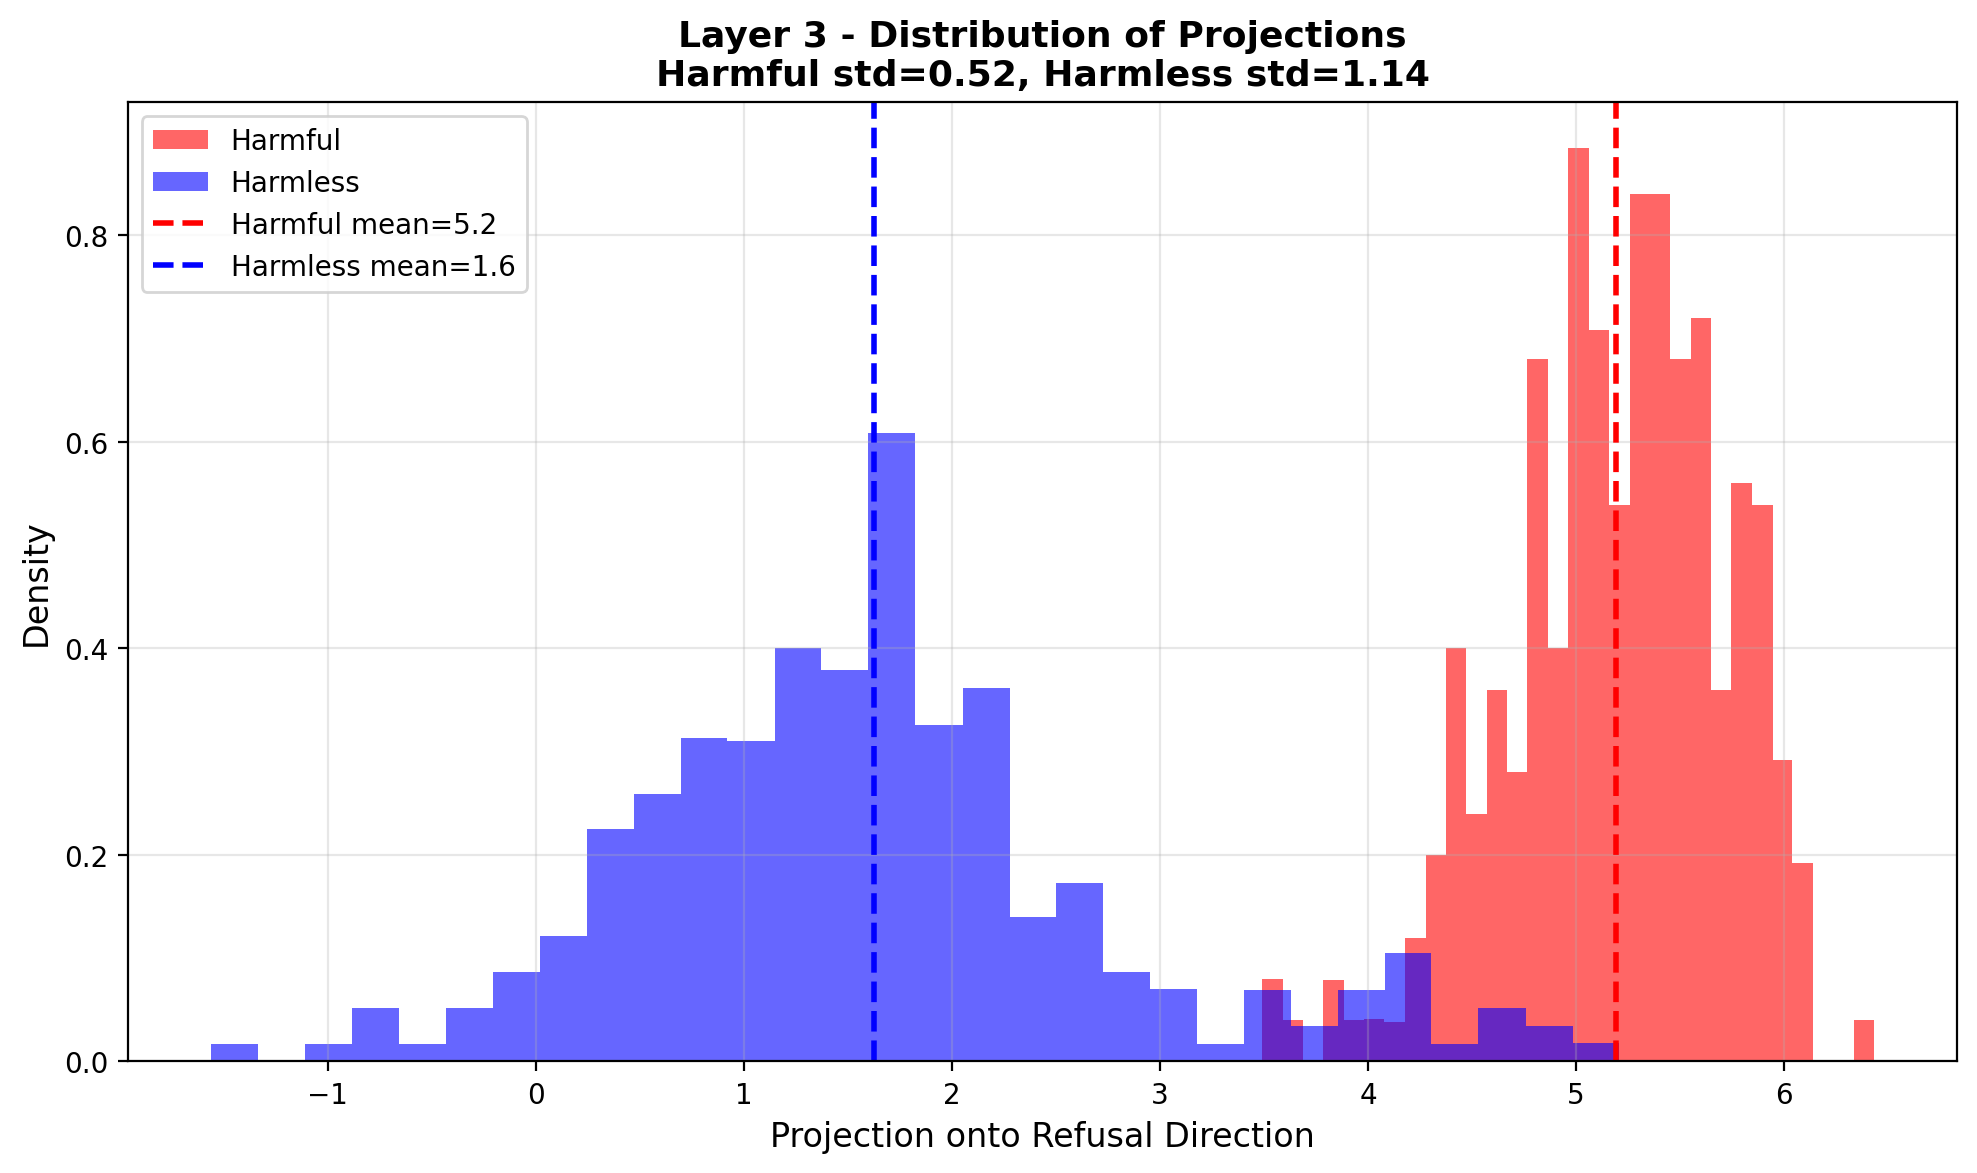 Layer 3 - Distribution of Projections
Harmful std=0.52, Harmless std=1.14
Harmful
Harmless
Harmful mean=5.2
Harmless mean=1.6
Density
0.8
0.6
0.4
0.2
0.0
−1
0
1
2
3
4
5
6
Projection onto Refusal Direction